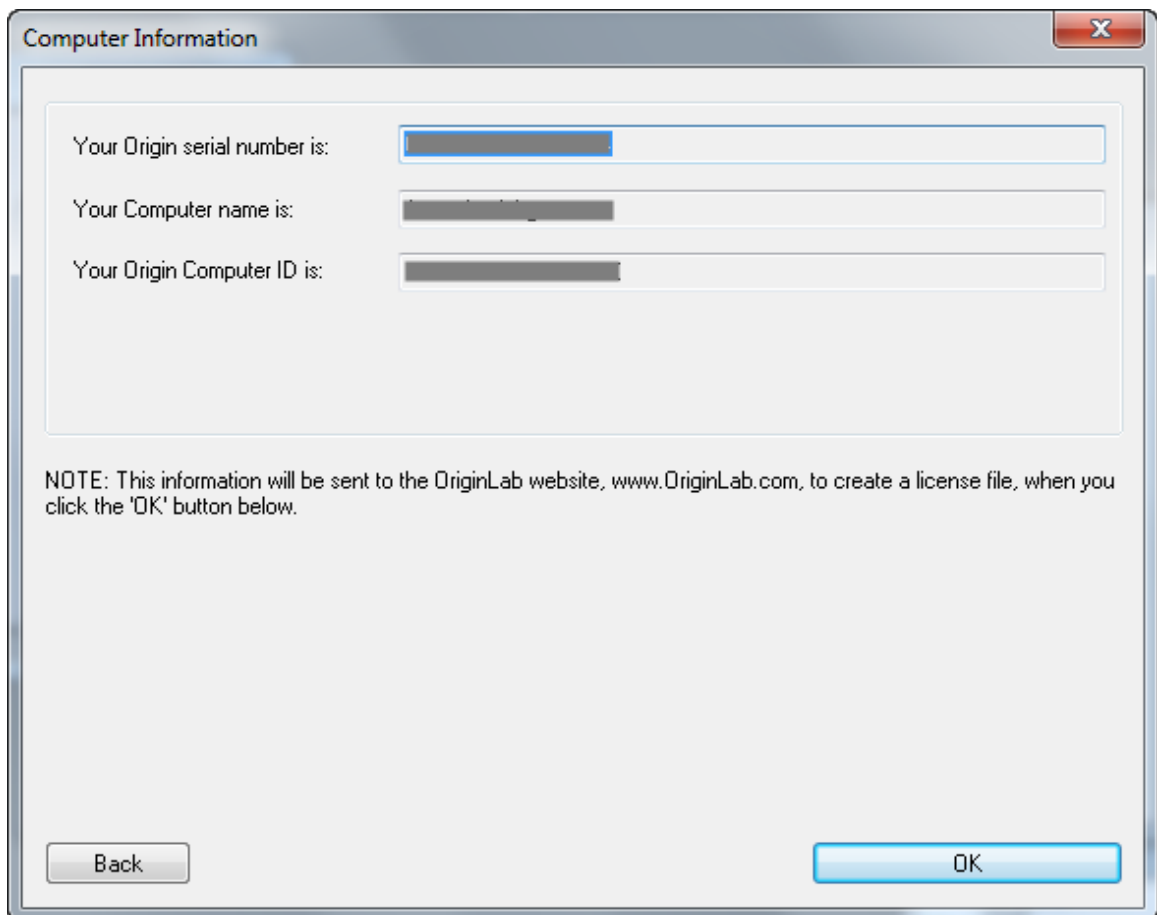 Computer Information
Your Origin serial number is:
Your Computer name is:
Your Origin Computer ID is:
NOTE: This information will be sent to the OriginLab website, www.OriginLab.com, to create a license file, when you
click the 'OK' button below.
Back
OK